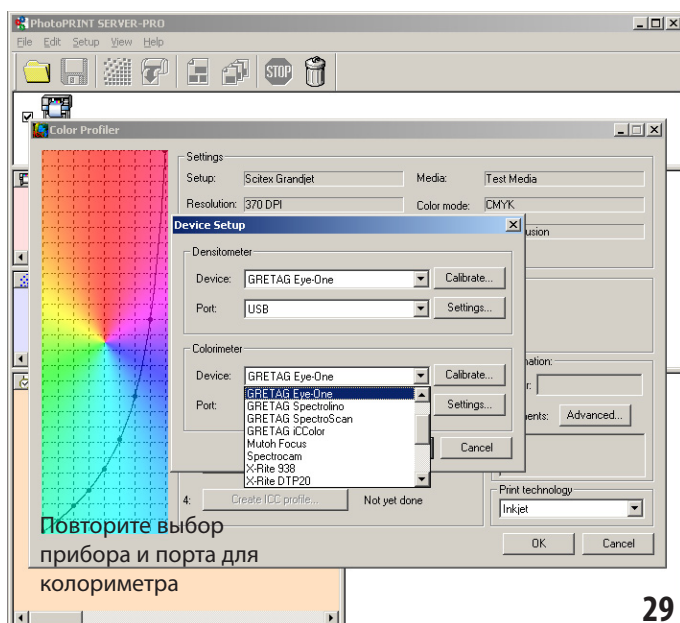 PhotoPRINT SERVER-PRO
File Edit Setup View Help
STOP
Color Profiler
Settings
Setup: Scitex Grandjet Media: Test Media
Resolution: 370 DPI Color mode: CMYK
Device Setup
Densitometer
Device: GRETAG Eye-One Calibrate...
Port: USB Settings...
Colorimeter
Device: GRETAG Eye-One Calibrate...
Port: Settings...
GRETAG Eye-One
GRETAG Spectrolino
GRETAG SpectroScan
GRETAG iCColor
Mutoh Focus
Spectrocam
X-Rite 938
X-Rite DTP20
Cancel
Advanced...
4: Create ICC profile... Not yet done
Print technology
Inkjet
OK Cancel
Повторите выбор
прибора и порта для
колориметра
29